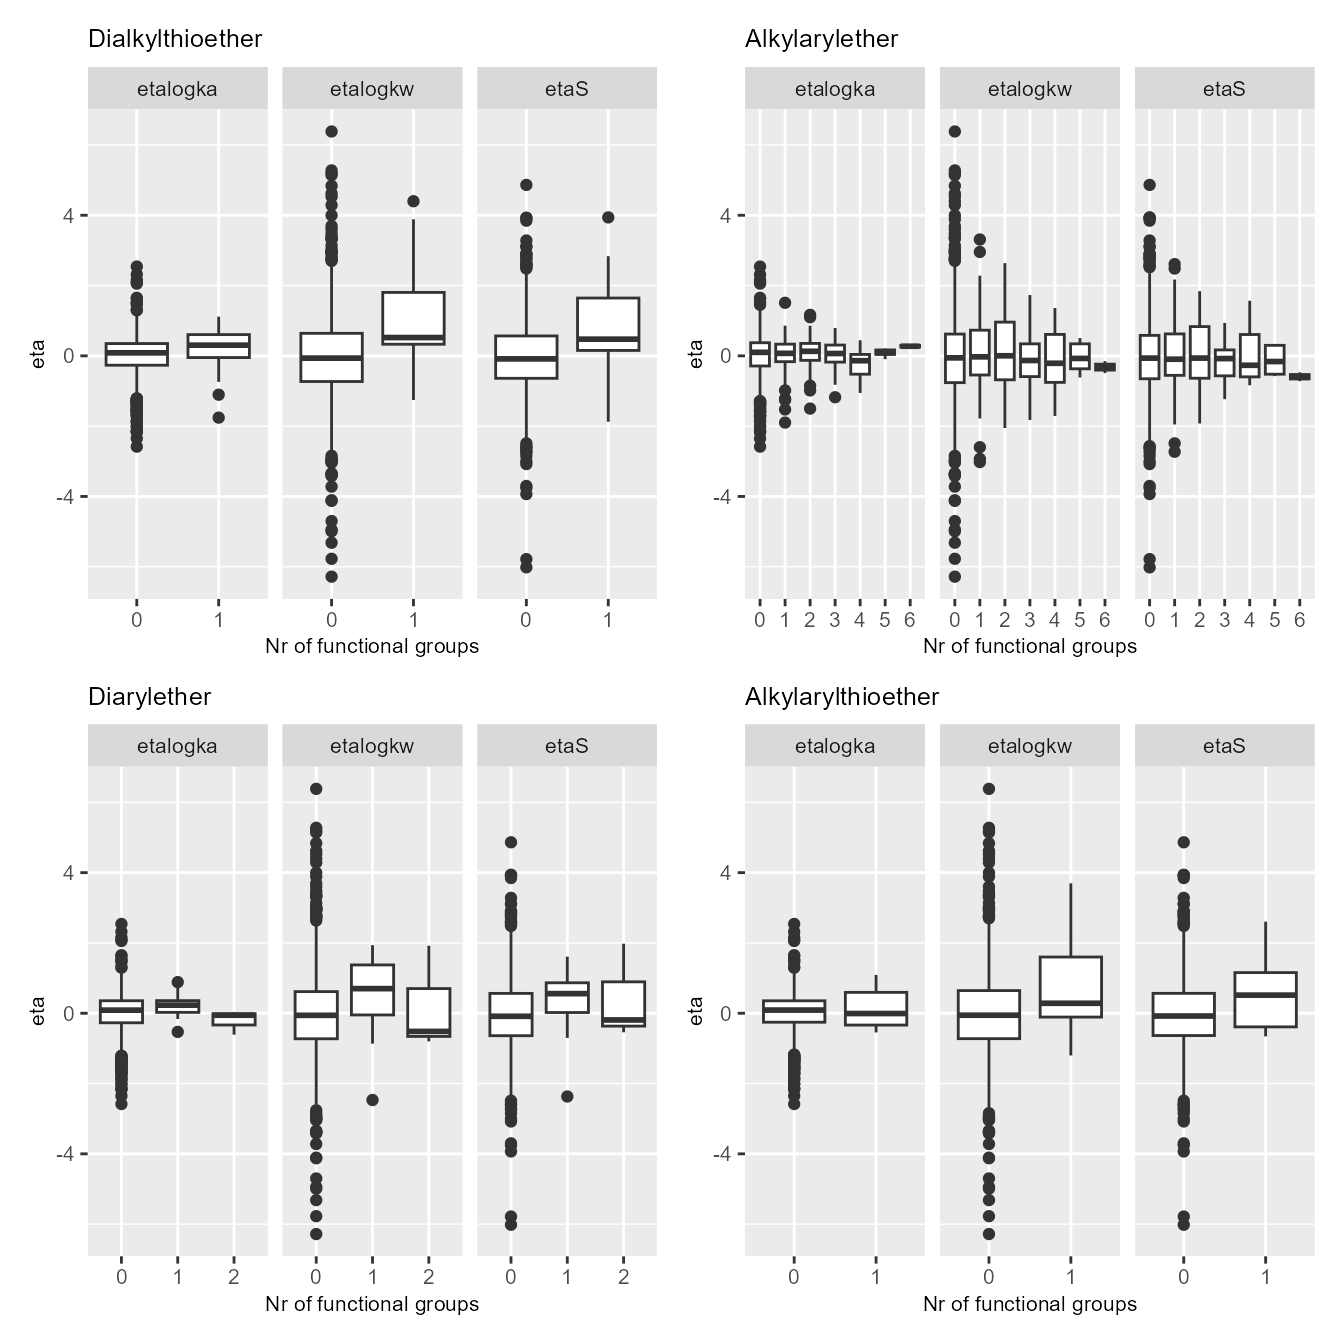 Dialkylthioether
etalogka etalogkw etaS
4
0
-4
eta
0 1 0 1 0 1
Nr of functional groups
Alkylarylether
etalogka etalogkw etaS
4
0
-4
eta
0 1 2 3 4 5 6 0 1 2 3 4 5 6 0 1 2 3 4 5 6
Nr of functional groups
Diarylether
etalogka etalogkw etaS
4
0
-4
eta
0 1 2 0 1 2 0 1 2
Nr of functional groups
Alkylarylthioether
etalogka etalogkw etaS
4
0
-4
eta
0 1 0 1 0 1
Nr of functional groups